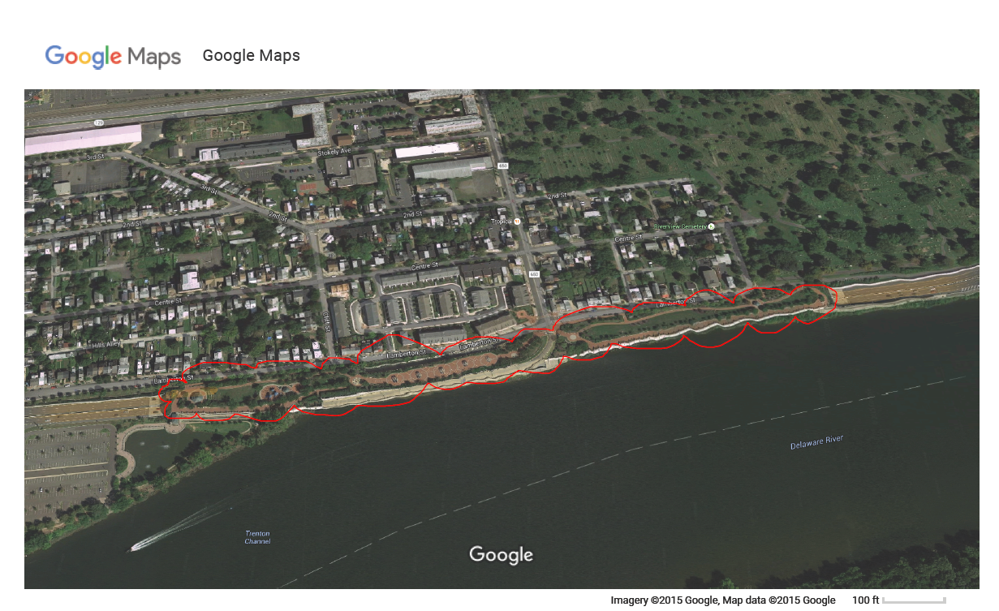 Google Maps Google Maps
129
3rd St
Stokely Ave
650
3rd St
2nd St
2nd St
2nd St
2nd St
Tropical
Riverview Cemetery
Centre St
Centre St
650
Centre St
Lamberton St
Cliff St
Hills Alley
Lamberton St
Lamberton St
Lamberton St
Delaware River
Trenton
Channel
Google
Imagery ©2015 Google, Map data ©2015 Google 100 ft